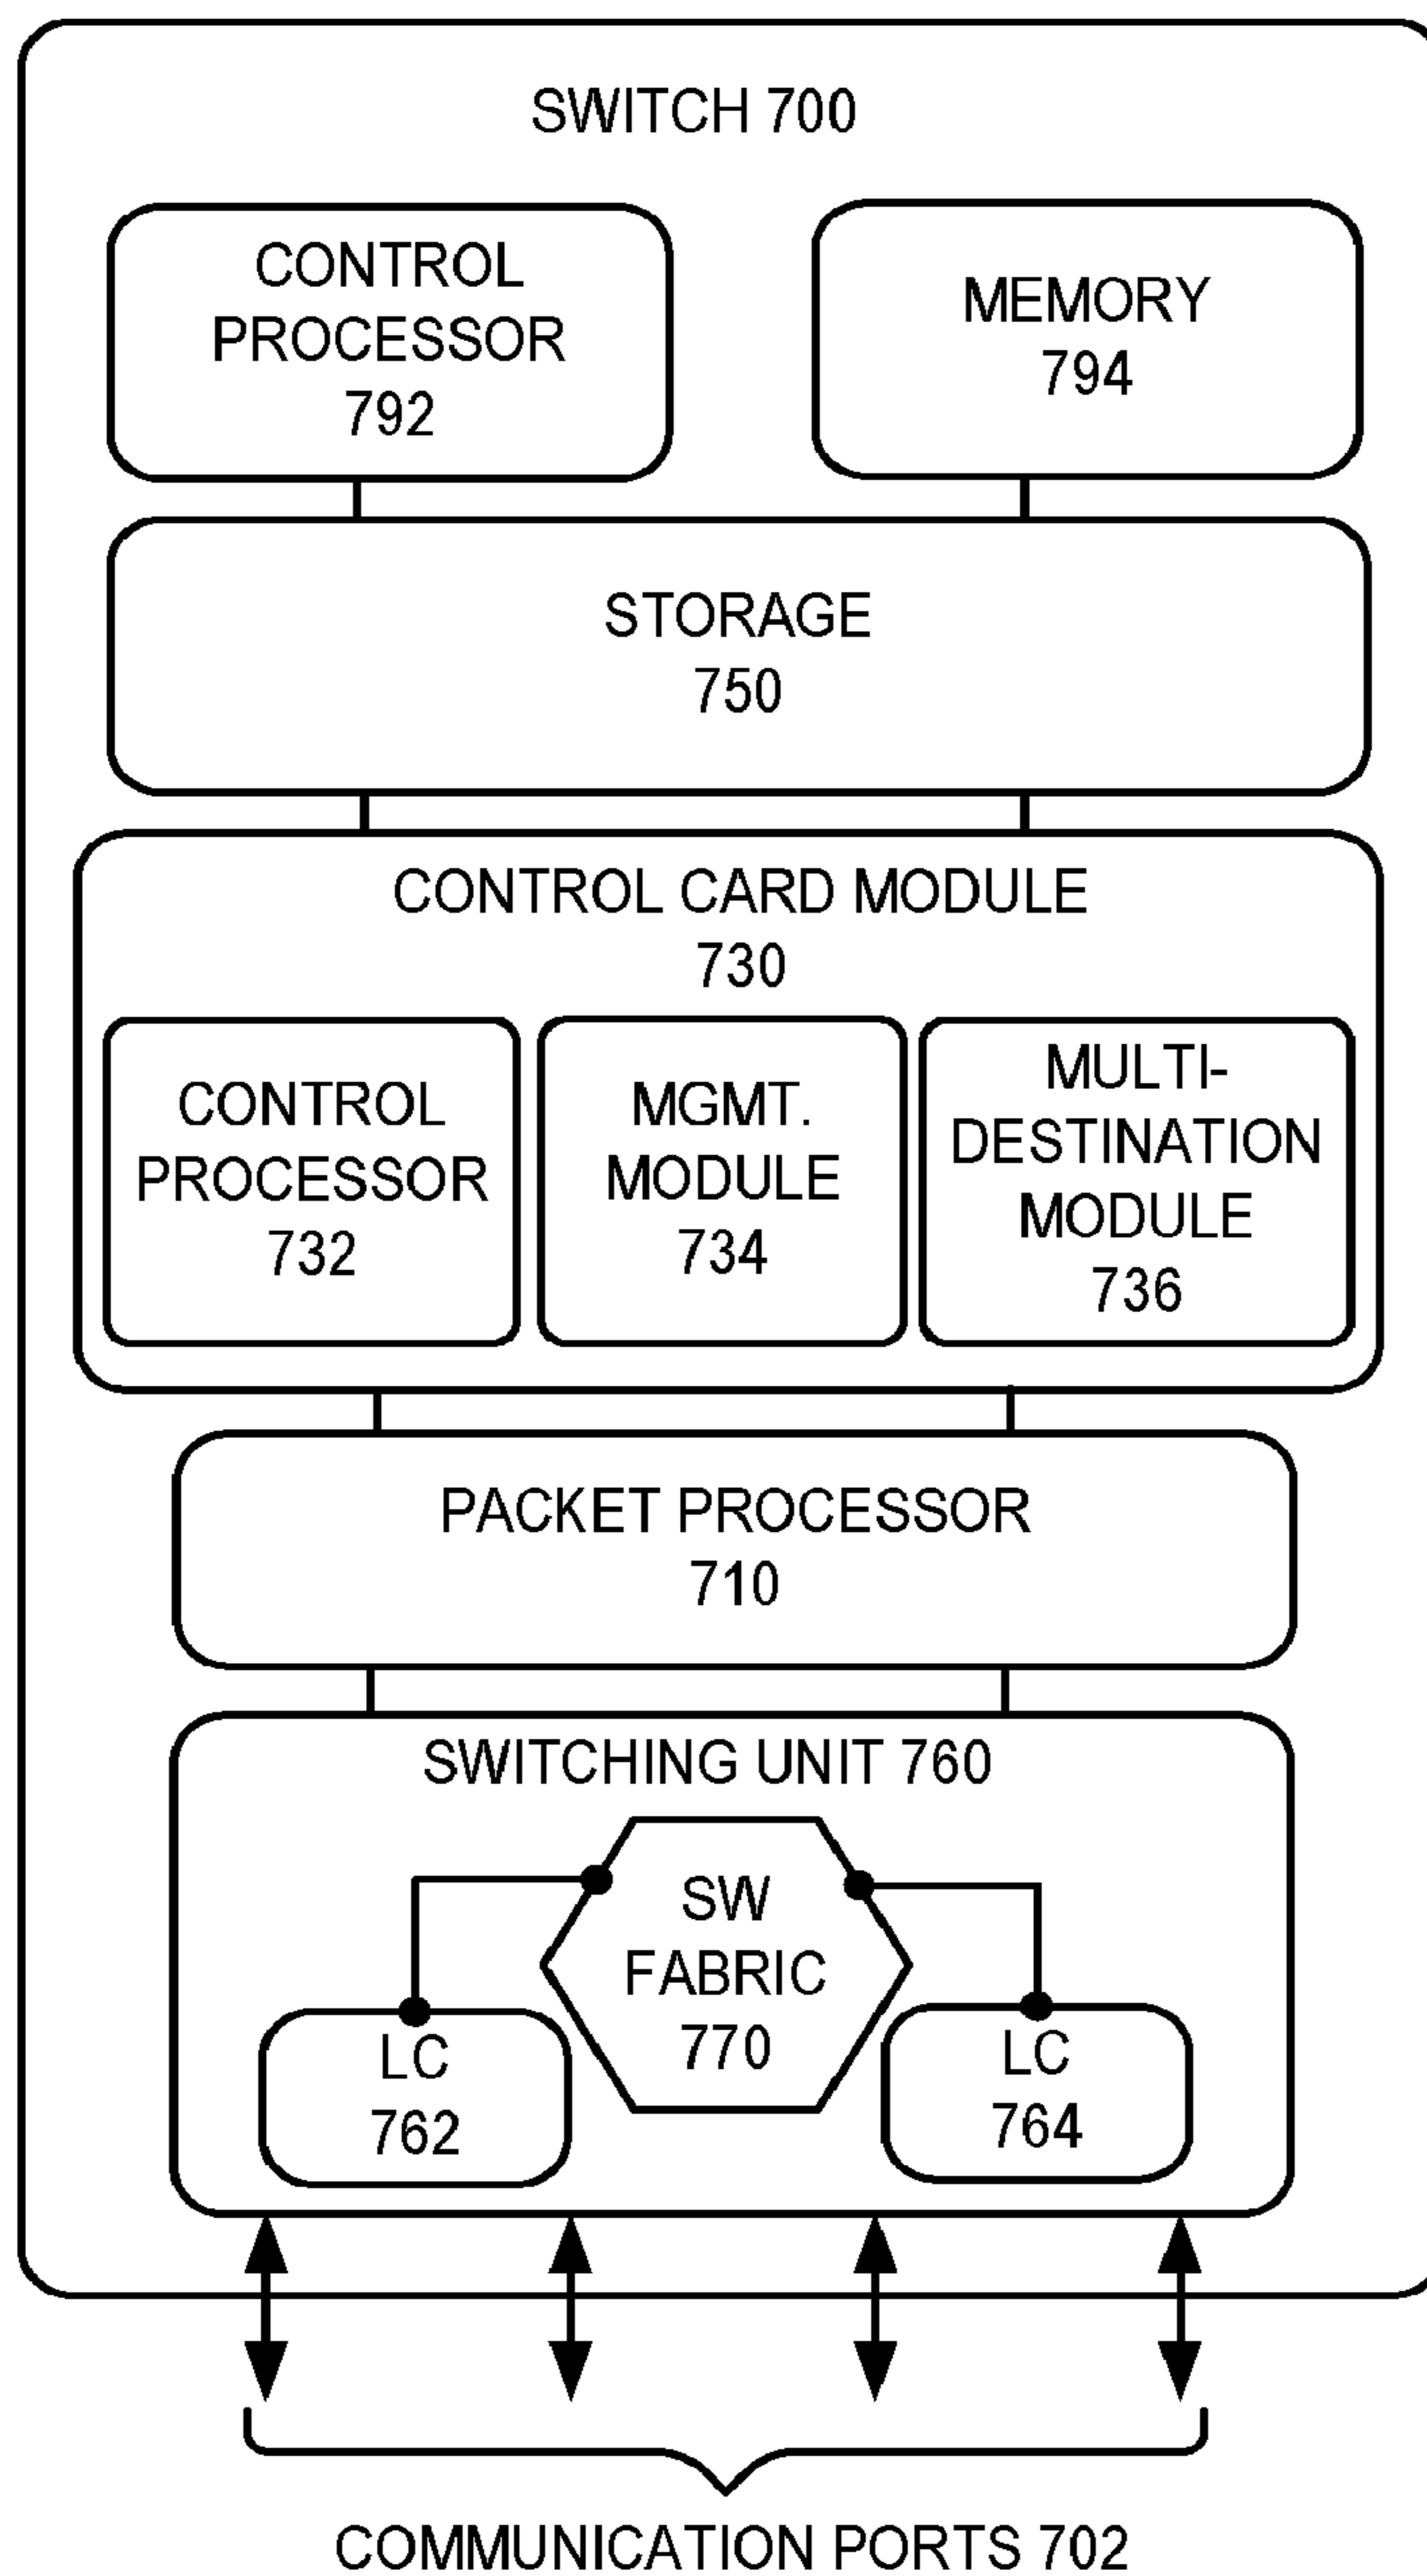 SWITCH 700
CONTROL
PROCESSOR
792
MEMORY
794
STORAGE
750
CONTROL CARD MODULE
730
CONTROL
PROCESSOR
732
MGMT.
MODULE
734
MULTI-
DESTINATION
MODULE
736
PACKET PROCESSOR
710
SWITCHING UNIT 760
SW
FABRIC
770
LC
762
LC
764
COMMUNICATION PORTS 702